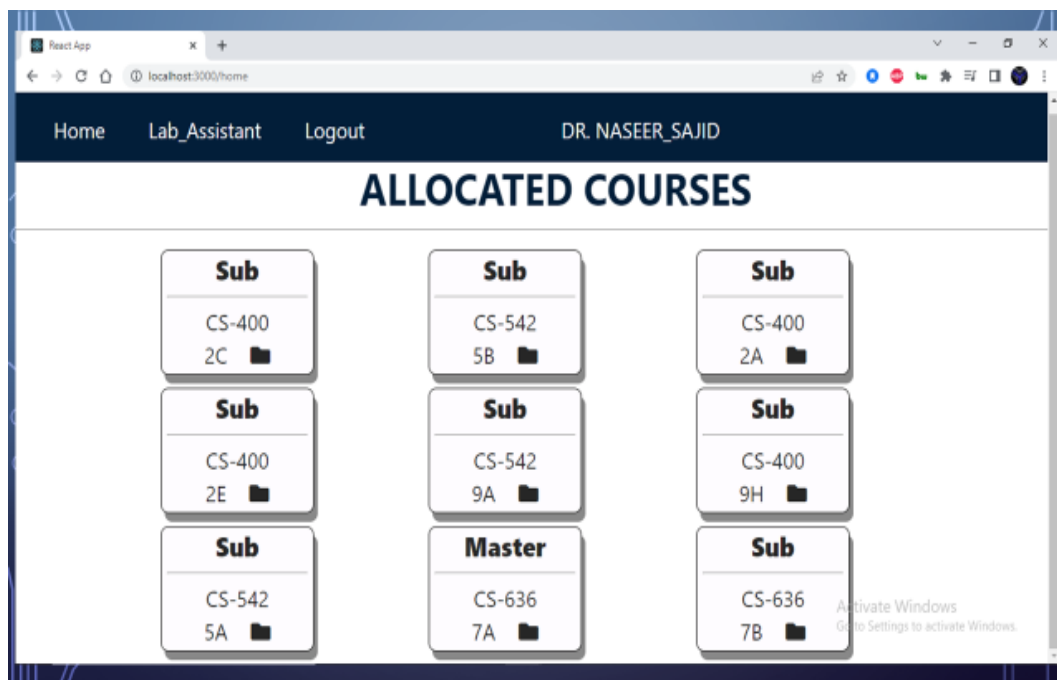 React App
localhost:3000/home
Home Lab_Assistant Logout DR. NASEER_SAJID
ALLOCATED COURSES
Sub Sub Sub
CS-400 CS-542 CS-400
2C 5B 2A
Sub Sub Sub
CS-400 CS-542 CS-400
2E 9A 9H
Sub Master Sub
CS-542 CS-636 CS-636
5A 7A 7B
Activate Windows
Go to Settings to activate Windows.